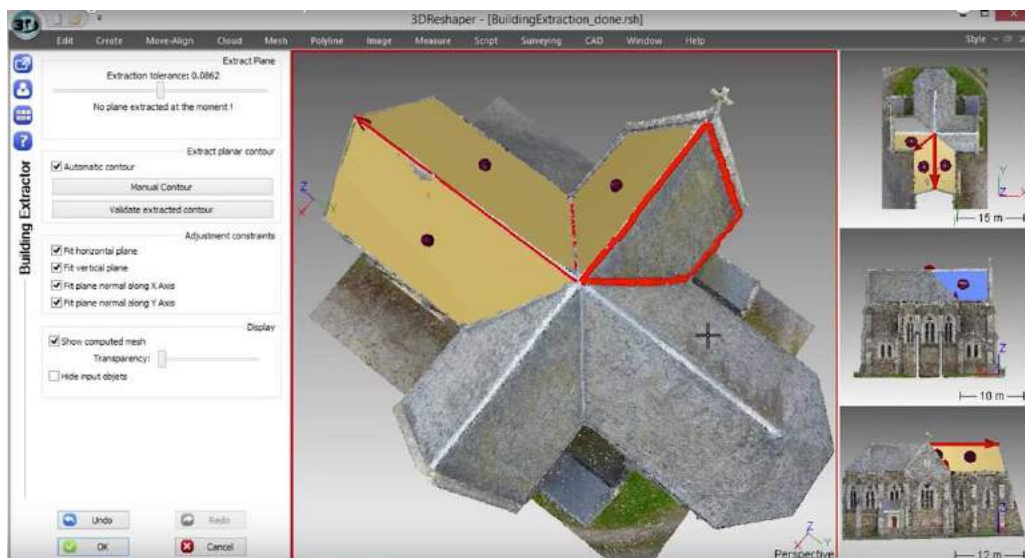 3D
3DReshaper - [BuildingExtraction_done.rsh]
Edit Create Move-Align Cloud Mesh Polyline Image Measure Script Surveying CAD Window Help Style
Extract Plane
Extraction tolerance: 0.0862
No plane extracted at the moment !
Extract planar contour
Automatic contour
Manual Contour
Validate extracted contour
Adjustment constraints
Fit horizontal plane
Fit vertical plane
Fit plane normal along X Axis
Fit plane normal along Y Axis
Display
Show computed mesh
Transparency:
Hide input objets
Building Extractor
Undo Redo
OK Cancel
Z
X
Z
Y
X
Perspective
Y
Z
X
15 m
Z
10 m
Z
12 m